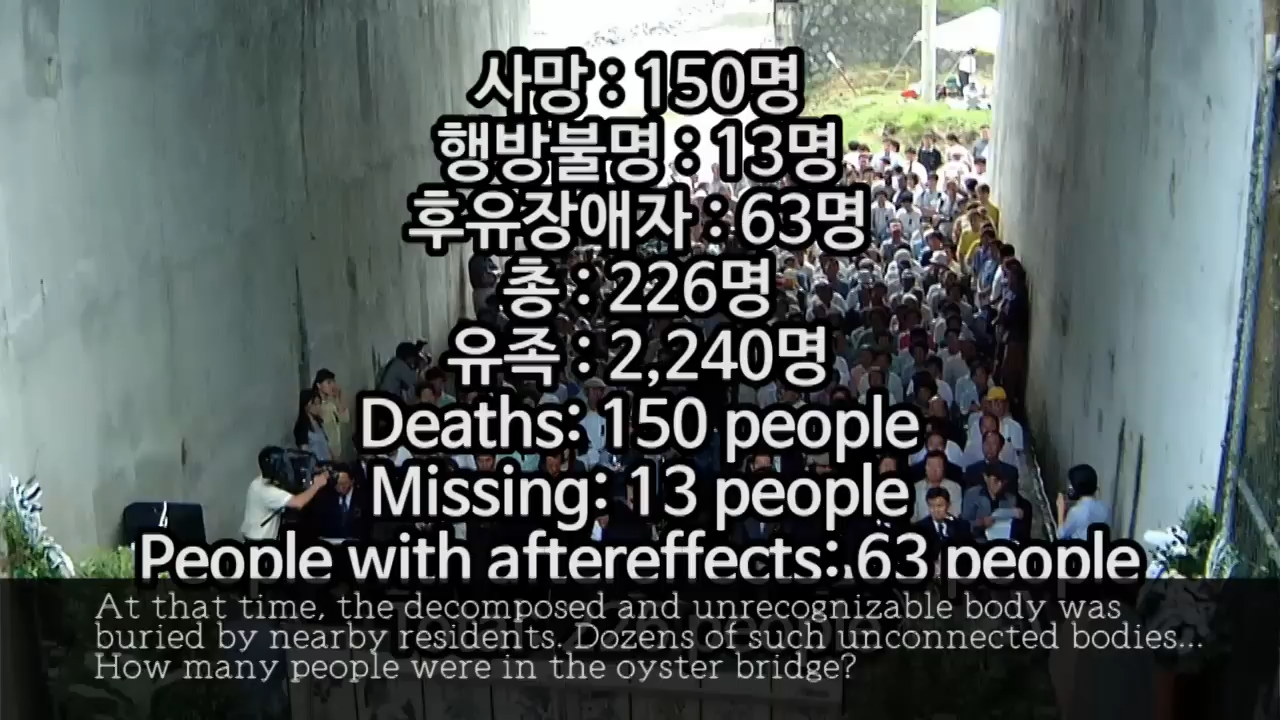 사망 : 150명
행방불명 : 13명
후유장애자 : 63명
총 : 226명
유족 : 2,240명
Deaths: 150 people
Missing: 13 people
People with aftereffects: 63 people
Total: 226 people
At that time, the decomposed and unrecognizable body was
buried by nearby residents. Dozens of such unconnected bodies...
How many people were in the oyster bridge?